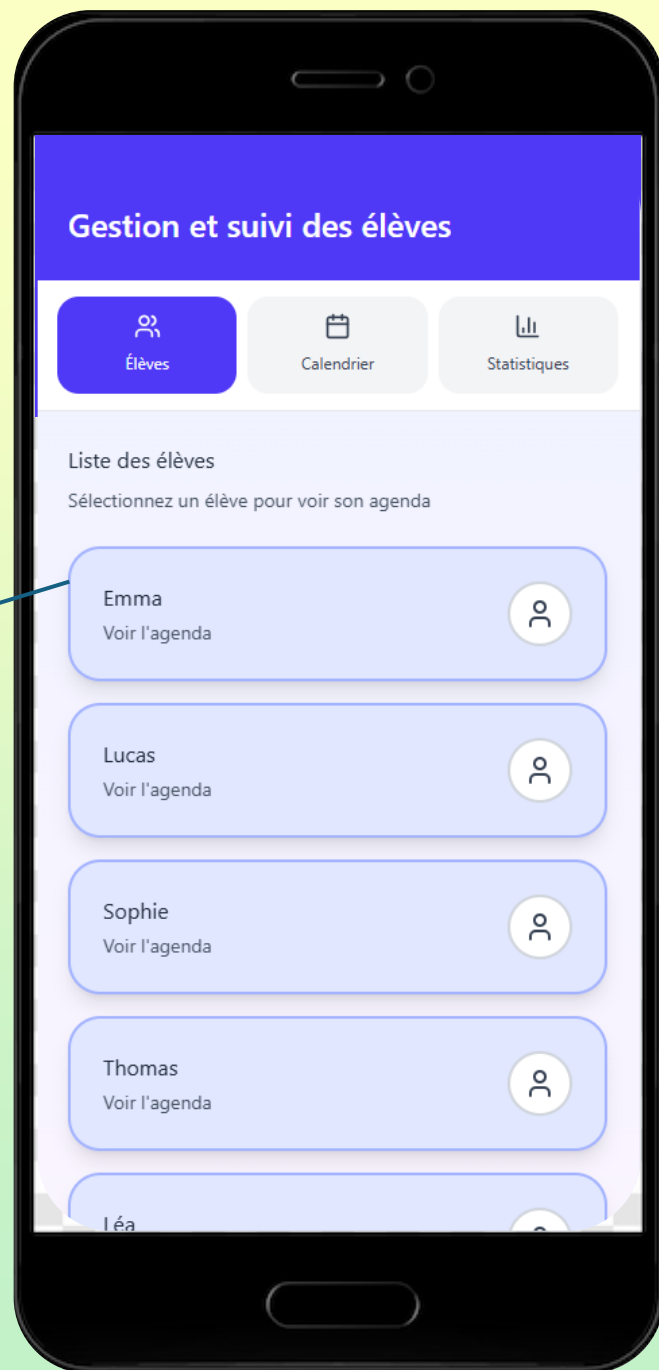 Gestion et suivi des élèves
Élèves
Calendrier
Statistiques
Liste des élèves
Sélectionnez un élève pour voir son agenda
Emma
Voir l'agenda
Lucas
Voir l'agenda
Sophie
Voir l'agenda
Thomas
Voir l'agenda
Léa